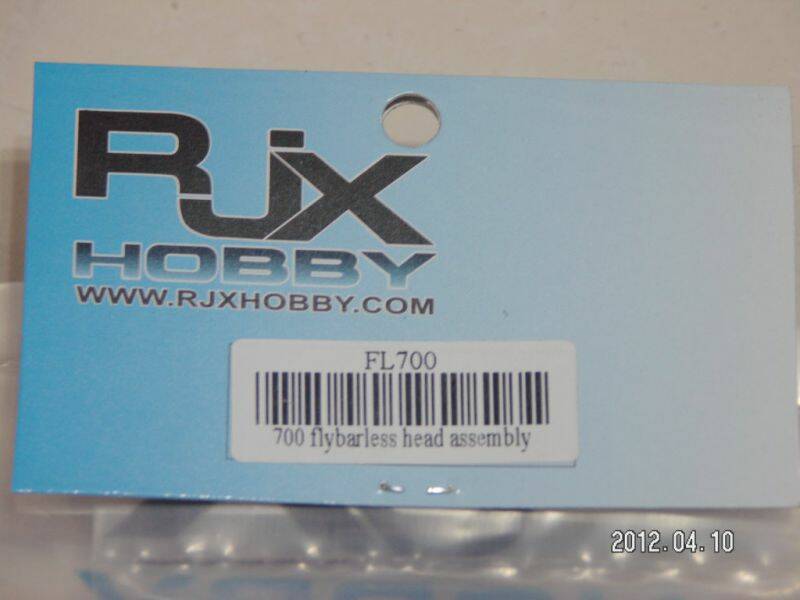 RJX
HOBBY
WWW.RJXHOBBY.COM
FL700
700 flybarless head assembly
2012.04.10